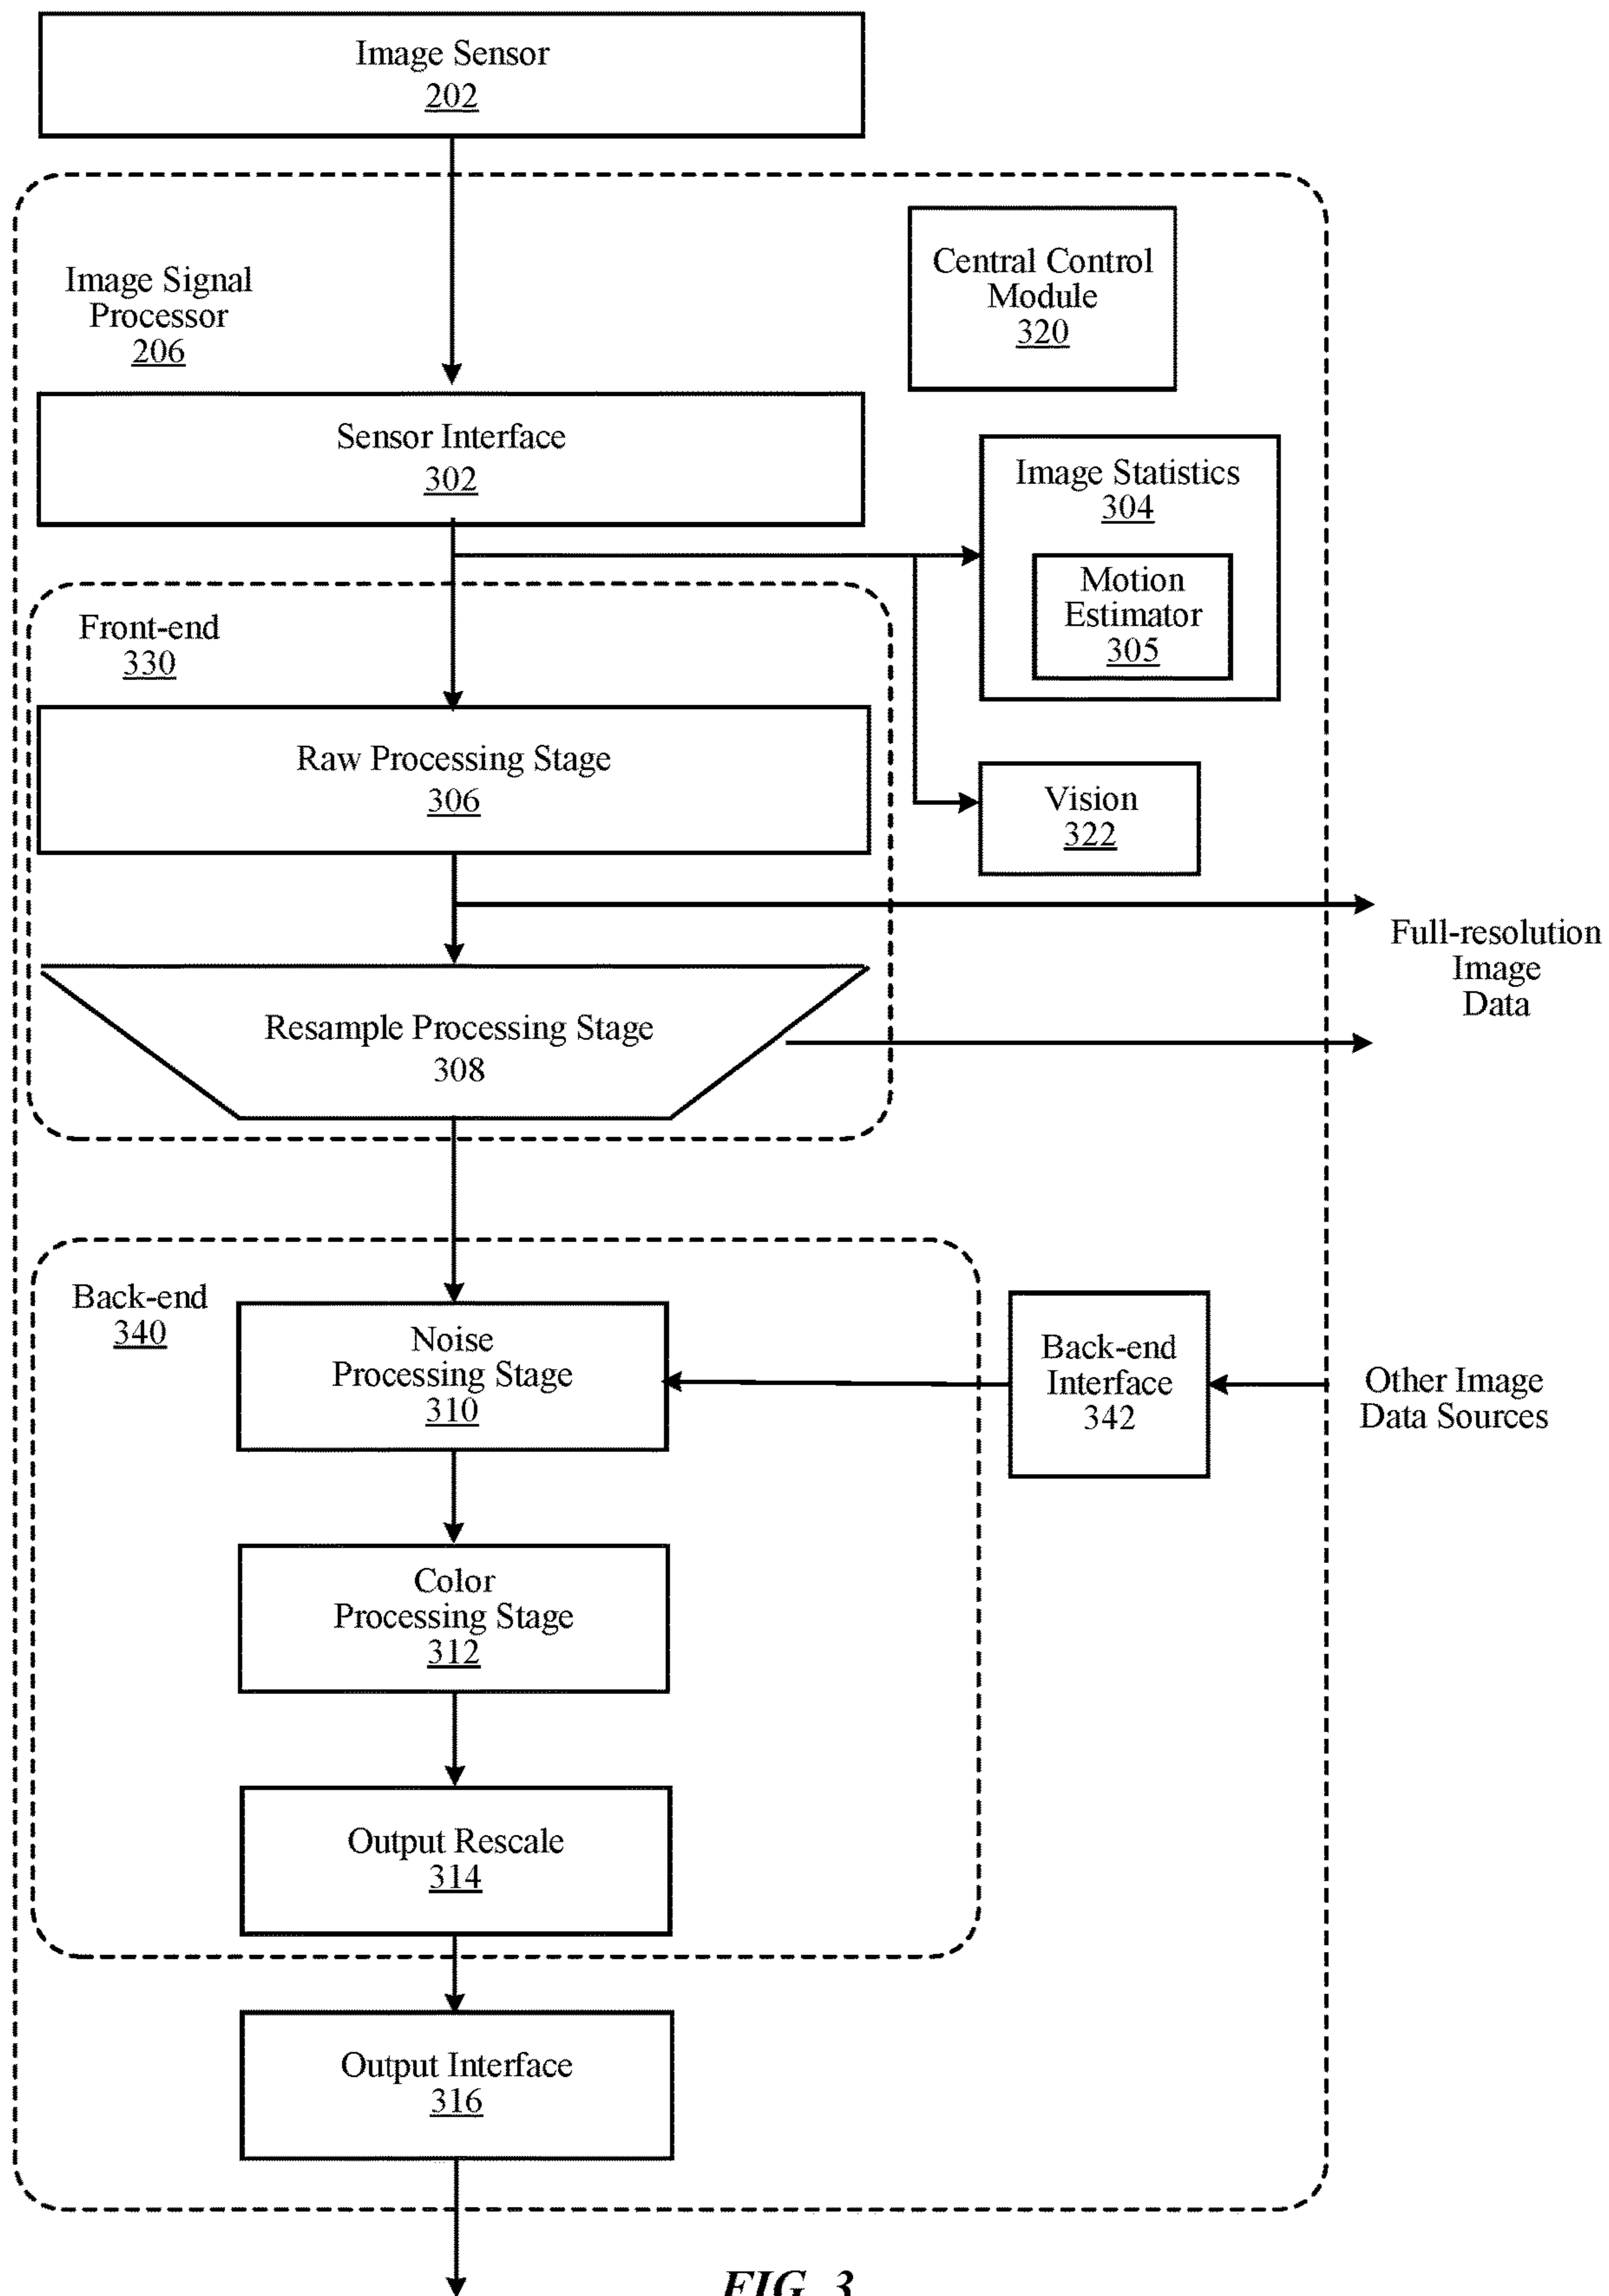 Image Sensor
202
Image Signal
Processor
206
Central Control
Module
320
Sensor Interface
302
Image Statistics
304
Motion
Estimator
305
Front-end
330
Raw Processing Stage
306
Vision
322
Full-resolution
Image
Data
Resample Processing Stage
308
Back-end
340
Noise
Processing Stage
310
Back-end
Interface
342
Other Image
Data Sources
Color
Processing Stage
312
Output Rescale
314
Output Interface
316
FIG. 3